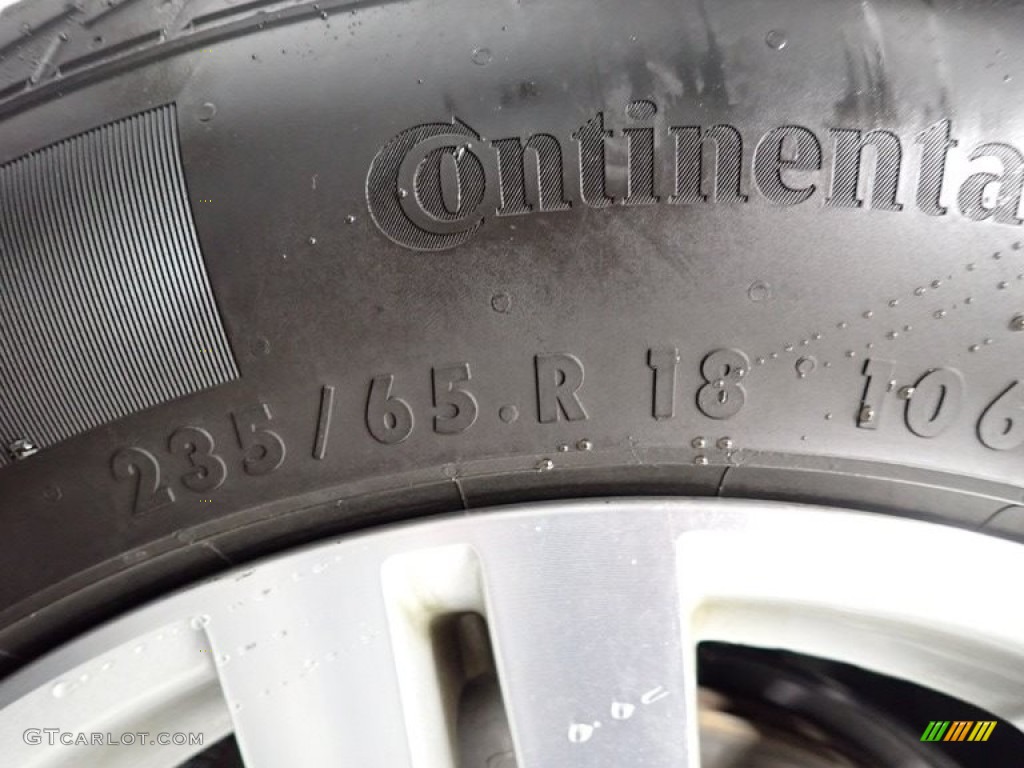 Continenta
235/65.R 18 106
GTCARLOT.COM